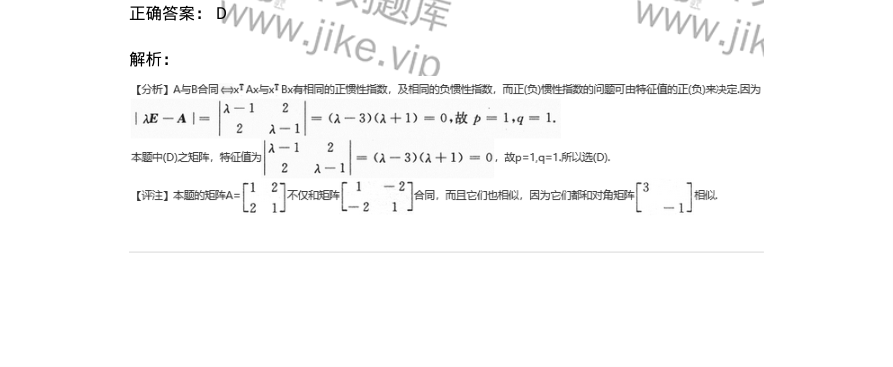 正确答案： D
刻题库
www.jike.vip
www.jik
解析：
【分析】A与B合同⇔xᵀAx与xᵀBx有相同的正惯性指数，及相同的负惯性指数，而正(负)惯性指数的问题可由特征值的正(负)来决定.因为
| λE − A | = | λ−1 2 ; 2 λ−1 | = (λ − 3)(λ + 1) = 0,故 p = 1,q = 1.
本题中(D)之矩阵，特征值为 | λ−1 2 ; 2 λ−1 | = (λ − 3)(λ + 1) = 0，故p=1,q=1.所以选(D).
【评注】本题的矩阵A= [1 2 ; 2 1] 不仅和矩阵 [1 −2 ; −2 1] 合同，而且它们也相似，因为它们都和对角矩阵 [3 ; −1] 相似.